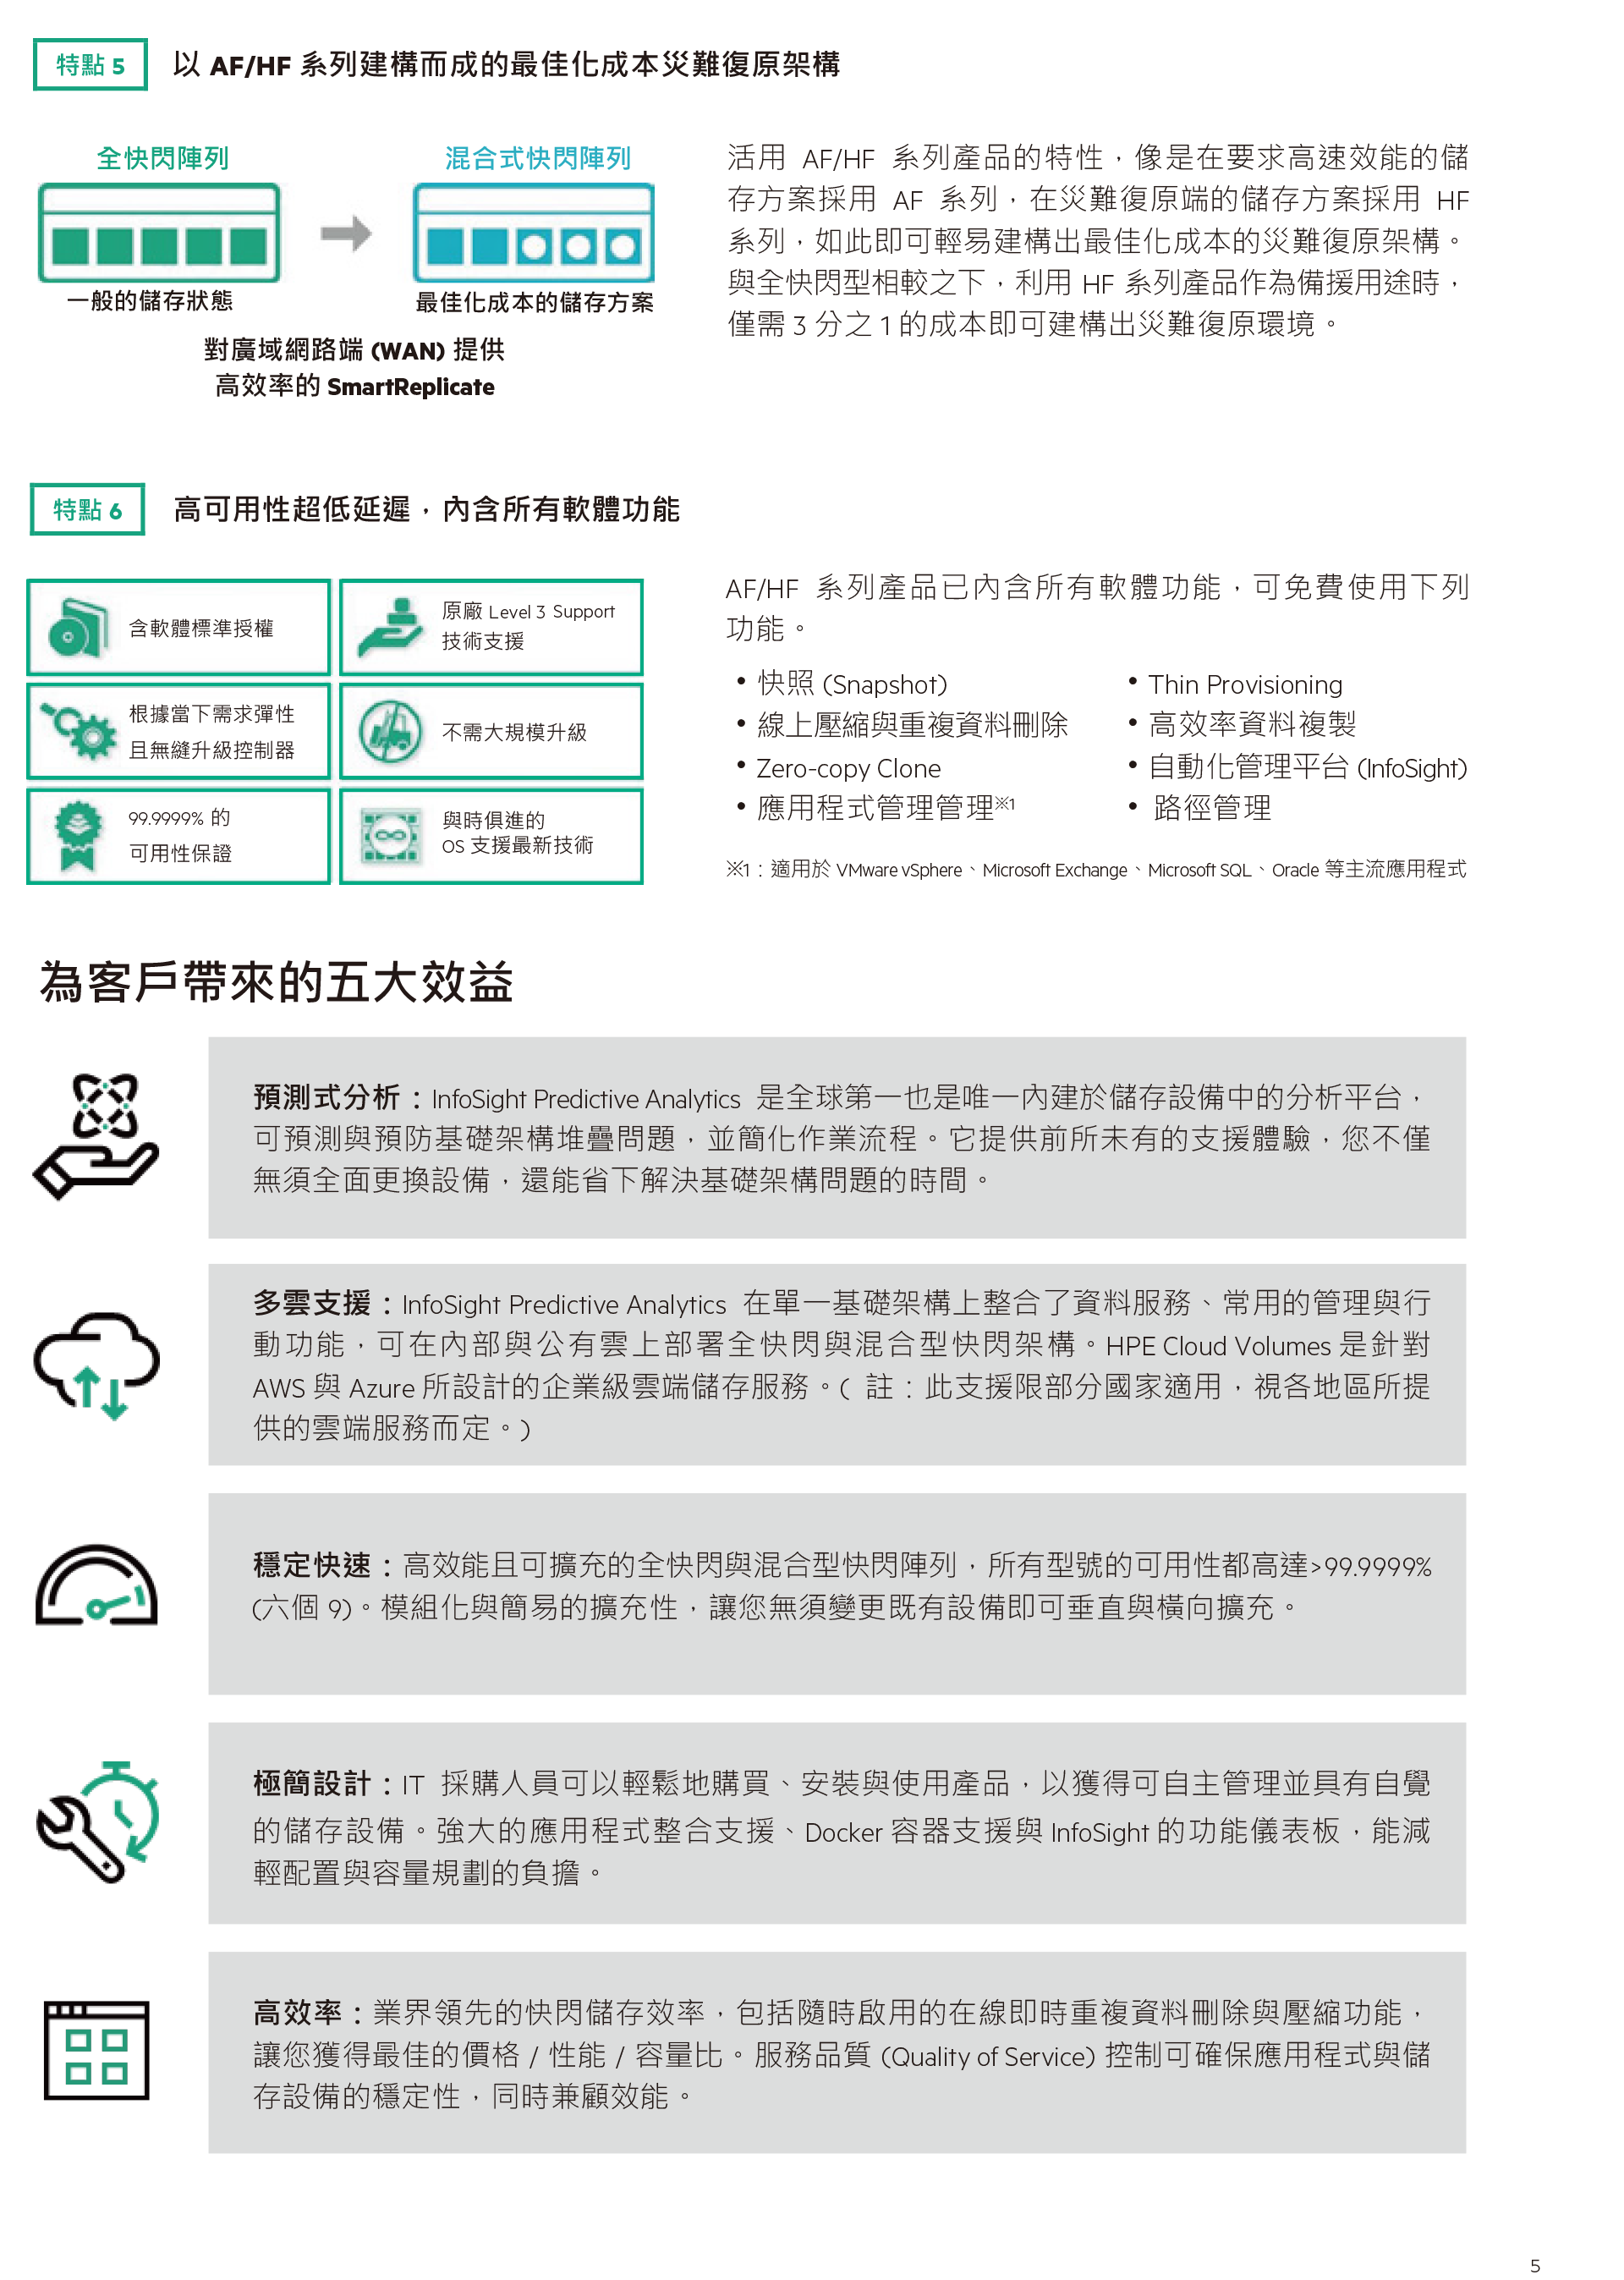 特點 5
以 AF/HF 系列建構而成的最佳化成本災難復原架構
全快閃陣列
混合式快閃陣列
一般的儲存狀態
最佳化成本的儲存方案
對廣域網路端 (WAN) 提供
高效率的 SmartReplicate
活用 AF/HF 系列產品的特性，像是在要求高速效能的儲
存方案採用 AF 系列，在災難復原端的儲存方案採用 HF
系列，如此即可輕易建構出最佳化成本的災難復原架構。
與全快閃型相較之下，利用 HF 系列產品作為備援用途時，
僅需 3 分之 1 的成本即可建構出災難復原環境。
特點 6
高可用性超低延遲，內含所有軟體功能
含軟體標準授權
原廠 Level 3 Support
技術支援
根據當下需求彈性
且無縫升級控制器
不需大規模升級
99.9999% 的
可用性保證
與時俱進的
OS 支援最新技術
AF/HF 系列產品已內含所有軟體功能，可免費使用下列
功能。
• 快照 (Snapshot)
• 線上壓縮與重複資料刪除
• Zero-copy Clone
• 應用程式管理管理※1
• Thin Provisioning
• 高效率資料複製
• 自動化管理平台 (InfoSight)
• 路徑管理
※1：適用於 VMware vSphere、Microsoft Exchange、Microsoft SQL、Oracle 等主流應用程式
為客戶帶來的五大效益
預測式分析：InfoSight Predictive Analytics 是全球第一也是唯一內建於儲存設備中的分析平台，
可預測與預防基礎架構堆疊問題，並簡化作業流程。它提供前所未有的支援體驗，您不僅
無須全面更換設備，還能省下解決基礎架構問題的時間。
多雲支援：InfoSight Predictive Analytics 在單一基礎架構上整合了資料服務、常用的管理與行
動功能，可在內部與公有雲上部署全快閃與混合型快閃架構。HPE Cloud Volumes 是針對
AWS 與 Azure 所設計的企業級雲端儲存服務。( 註：此支援限部分國家適用，視各地區所提
供的雲端服務而定。)
穩定快速：高效能且可擴充的全快閃與混合型快閃陣列，所有型號的可用性都高達>99.9999%
(六個 9)。模組化與簡易的擴充性，讓您無須變更既有設備即可垂直與橫向擴充。
極簡設計：IT 採購人員可以輕鬆地購買、安裝與使用產品，以獲得可自主管理並具有自覺
的儲存設備。強大的應用程式整合支援、Docker 容器支援與 InfoSight 的功能儀表板，能減
輕配置與容量規劃的負擔。
高效率：業界領先的快閃儲存效率，包括隨時啟用的在線即時重複資料刪除與壓縮功能，
讓您獲得最佳的價格 / 性能 / 容量比。服務品質 (Quality of Service) 控制可確保應用程式與儲
存設備的穩定性，同時兼顧效能。
5